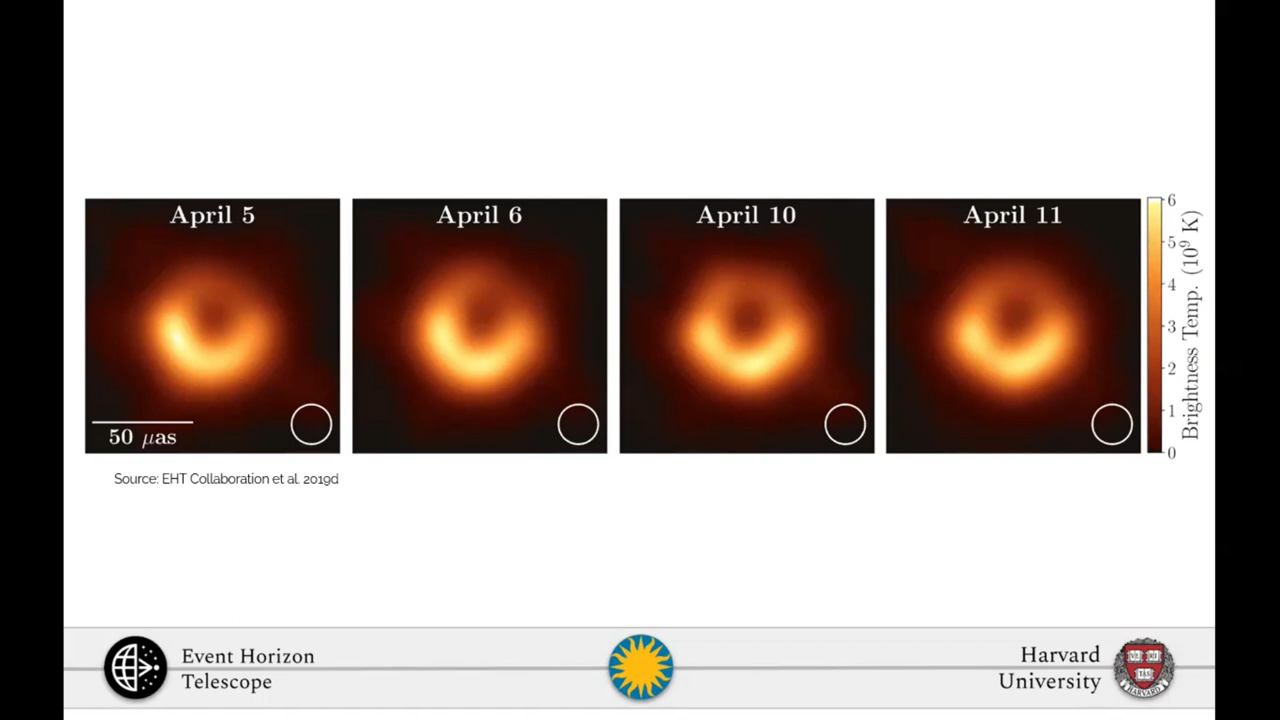 April 5
April 6
April 10
April 11
50 μas
6
5
4
3
2
1
0
Brightness Temp. (10⁹ K)
Source: EHT Collaboration et al. 2019d
Event Horizon
Telescope
Harvard
University
HARVARD